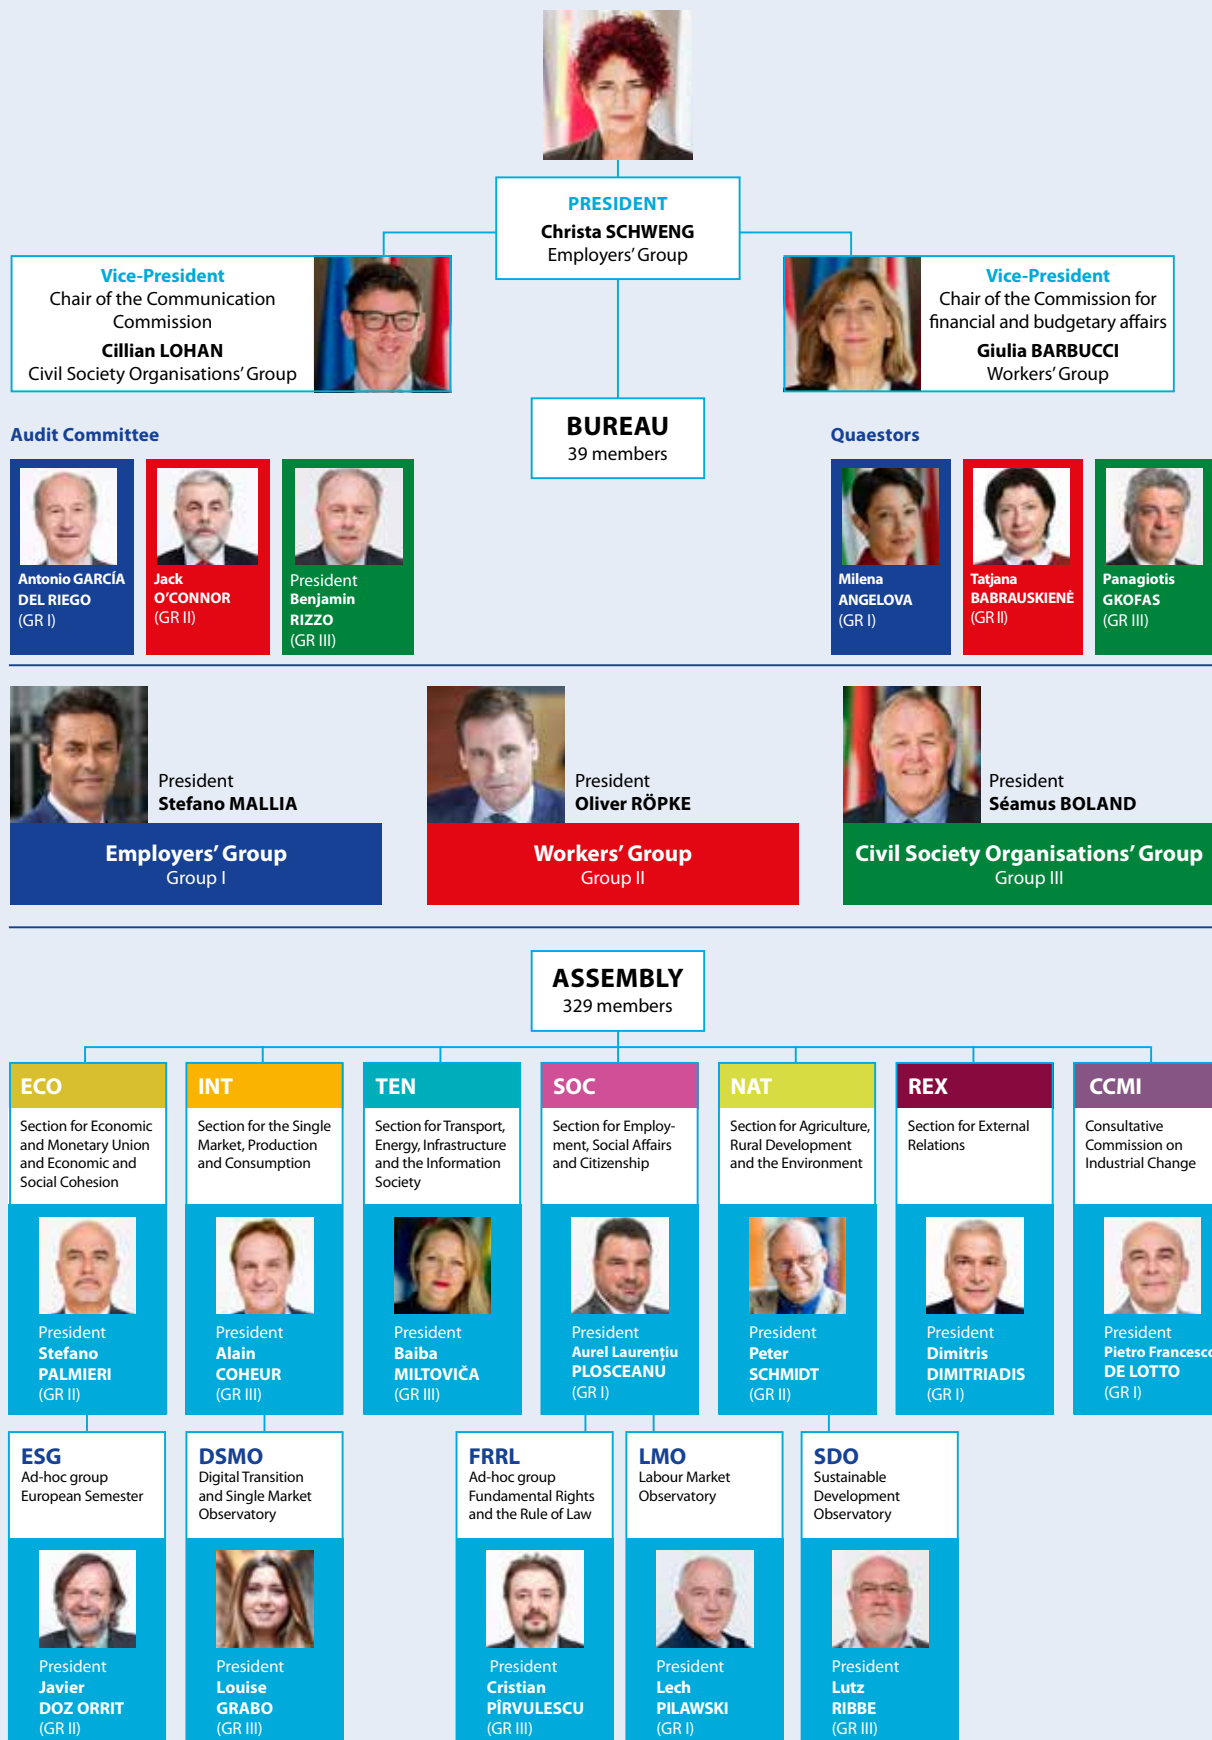 PRESIDENT
Christa SCHWENG
Employers’ Group
Vice-President
Chair of the Communication
Commission
Cillian LOHAN
Civil Society Organisations’ Group
Vice-President
Chair of the Commission for
financial and budgetary affairs
Giulia BARBUCCI
Workers’ Group
BUREAU
39 members
Audit Committee
Antonio GARCÍA
DEL RIEGO
(GR I)
Jack
O’CONNOR
(GR II)
President
Benjamin
RIZZO
(GR III)
Quaestors
Milena
ANGELOVA
(GR I)
Tatjana
BABRAUSKIENĖ
(GR II)
Panagiotis
GKOFAS
(GR III)
President
Stefano MALLIA
Employers’ Group
Group I
President
Oliver RÖPKE
Workers’ Group
Group II
President
Séamus BOLAND
Civil Society Organisations’ Group
Group III
ASSEMBLY
329 members
ECO
Section for Economic
and Monetary Union
and Economic and
Social Cohesion
President
Stefano
PALMIERI
(GR II)
INT
Section for the Single
Market, Production
and Consumption
President
Alain
COHEUR
(GR III)
TEN
Section for Transport,
Energy, Infrastructure
and the Information
Society
President
Baiba
MILTOVIČA
(GR III)
SOC
Section for Employ-
ment, Social Affairs
and Citizenship
President
Aurel Laurențiu
PLOSCEANU
(GR I)
NAT
Section for Agriculture,
Rural Development
and the Environment
President
Peter
SCHMIDT
(GR II)
REX
Section for External
Relations
President
Dimitris
DIMITRIADIS
(GR I)
CCMI
Consultative
Commission on
Industrial Change
President
Pietro Francesco
DE LOTTO
(GR I)
ESG
Ad-hoc group
European Semester
President
Javier
DOZ ORRIT
(GR II)
DSMO
Digital Transition
and Single Market
Observatory
President
Louise
GRABO
(GR III)
FRRL
Ad-hoc group
Fundamental Rights
and the Rule of Law
President
Cristian
PÎRVULESCU
(GR III)
LMO
Labour Market
Observatory
President
Lech
PILAWSKI
(GR I)
SDO
Sustainable
Development
Observatory
President
Lutz
RIBBE
(GR III)